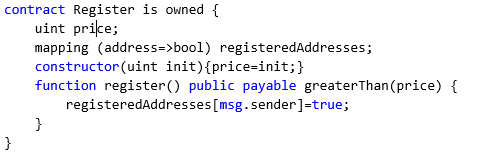 contract Register is owned {
    uint price;
    mapping (address=>bool) registeredAddresses;
    constructor(uint init){price=init;}
    function register() public payable greaterThan(price) {
        registeredAddresses[msg.sender]=true;
    }
}